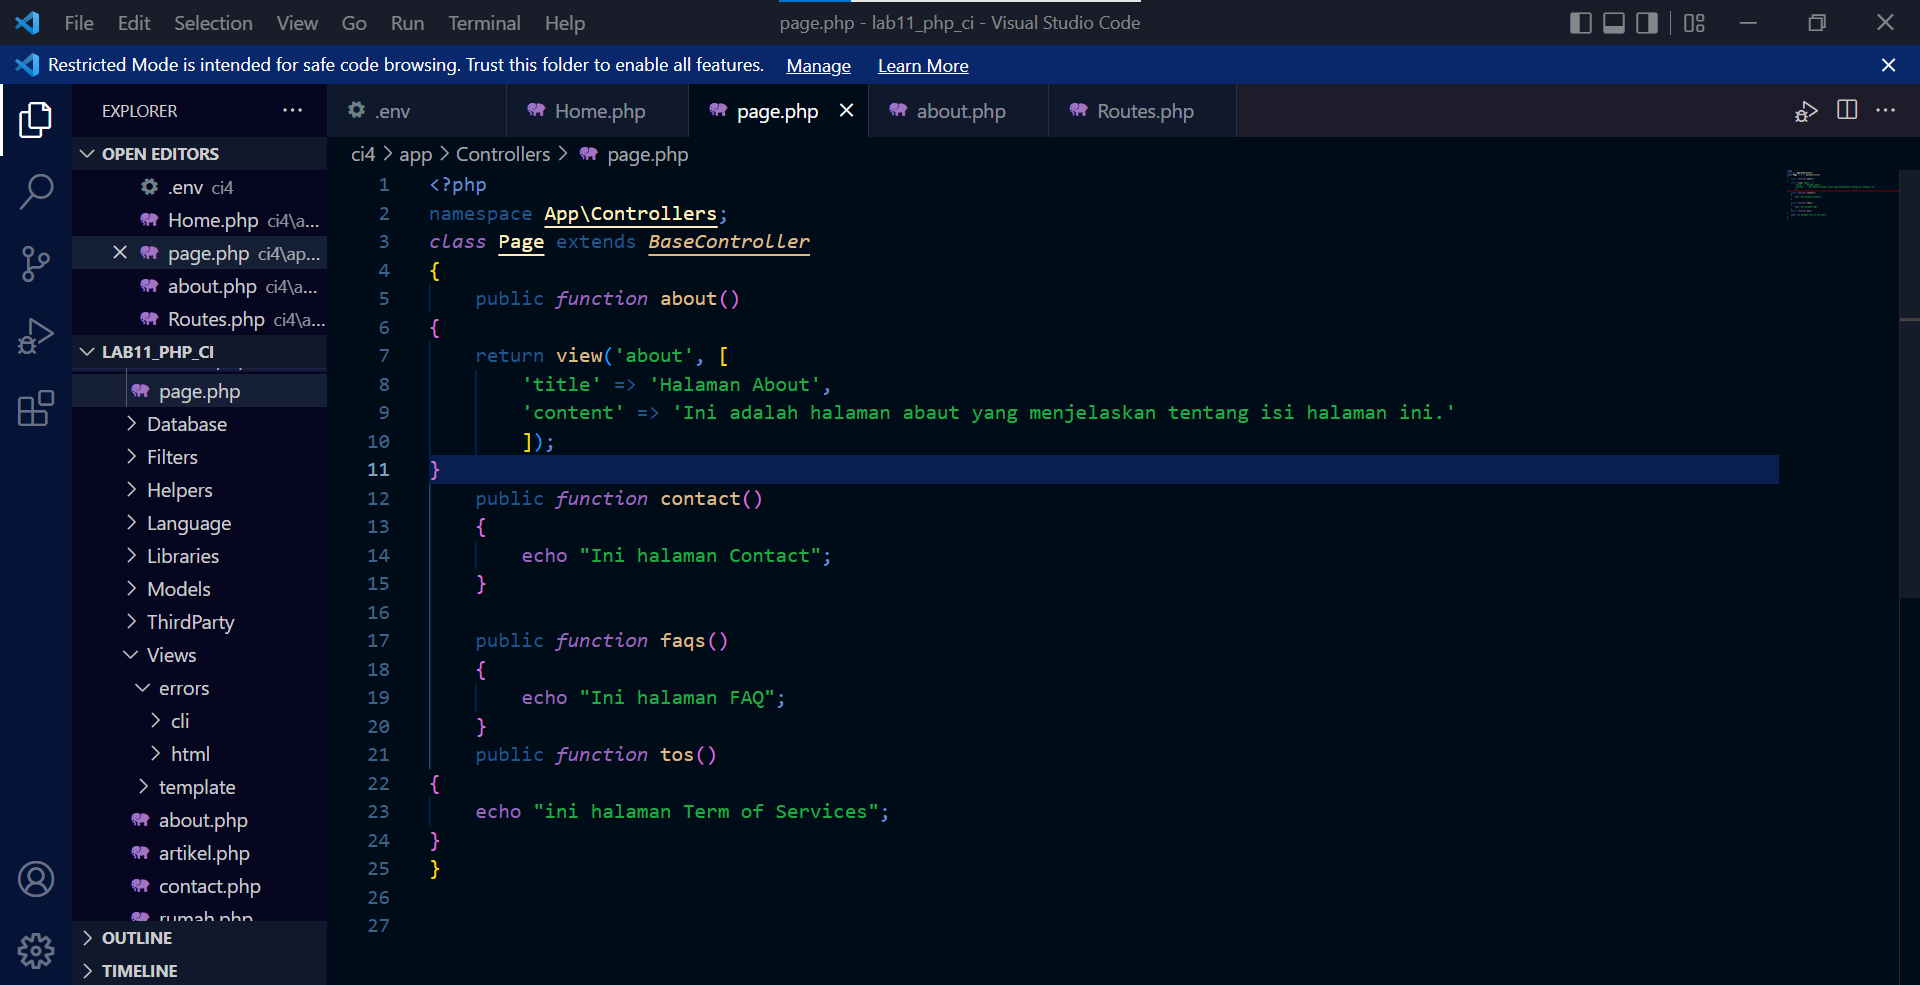 File Edit Selection View Go Run Terminal Help page.php - lab11_php_ci - Visual Studio Code
Restricted Mode is intended for safe code browsing. Trust this folder to enable all features. Manage Learn More
EXPLORER
OPEN EDITORS
.env ci4
Home.php ci4\a...
page.php ci4\ap...
about.php ci4\a...
Routes.php ci4\a...
LAB11_PHP_CI
page.php
Database
Filters
Helpers
Language
Libraries
Models
ThirdParty
Views
errors
cli
html
template
about.php
artikel.php
contact.php
rumah.php
OUTLINE
TIMELINE
.env Home.php page.php about.php Routes.php
ci4 > app > Controllers > page.php
1 <?php
2 namespace App\Controllers;
3 class Page extends BaseController
4 {
5 public function about()
6 {
7 return view('about', [
8 'title' => 'Halaman About',
9 'content' => 'Ini adalah halaman abaut yang menjelaskan tentang isi halaman ini.'
10 ]);
11 }
12 public function contact()
13 {
14 echo "Ini halaman Contact";
15 }
16
17 public function faqs()
18 {
19 echo "Ini halaman FAQ";
20 }
21 public function tos()
22 {
23 echo "ini halaman Term of Services";
24 }
25 }
26
27